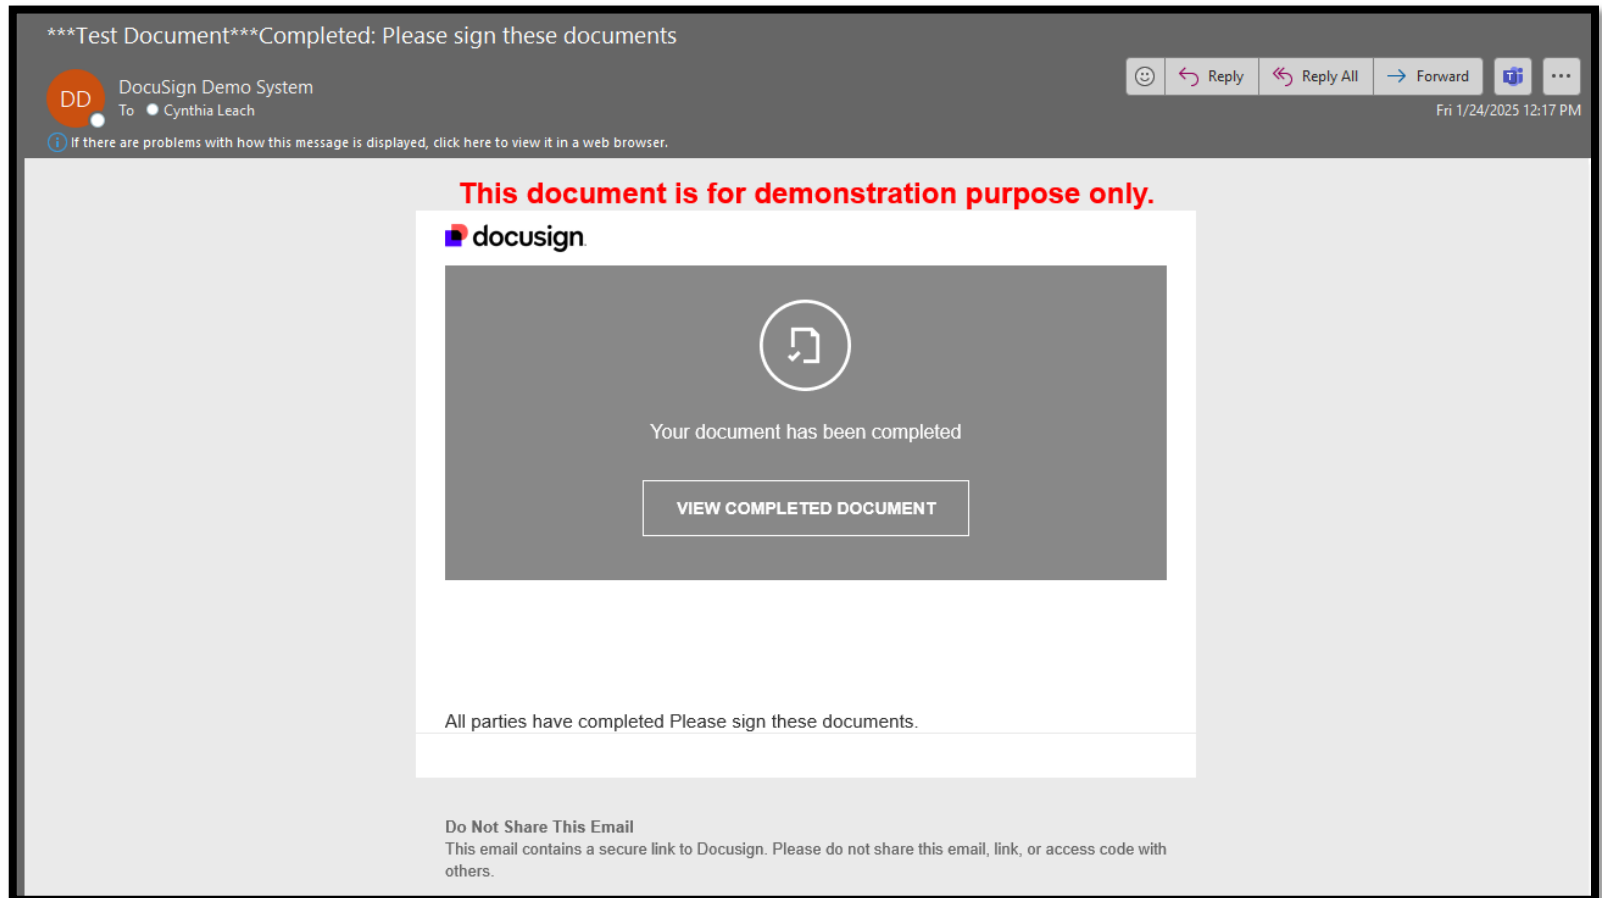 ***Test Document***Completed: Please sign these documents
DD
DocuSign Demo System
To Cynthia Leach
Reply
Reply All
Forward
Fri 1/24/2025 12:17 PM
If there are problems with how this message is displayed, click here to view it in a web browser.
This document is for demonstration purpose only.
docusign
Your document has been completed
VIEW COMPLETED DOCUMENT
All parties have completed Please sign these documents.
Do Not Share This Email
This email contains a secure link to Docusign. Please do not share this email, link, or access code with
others.